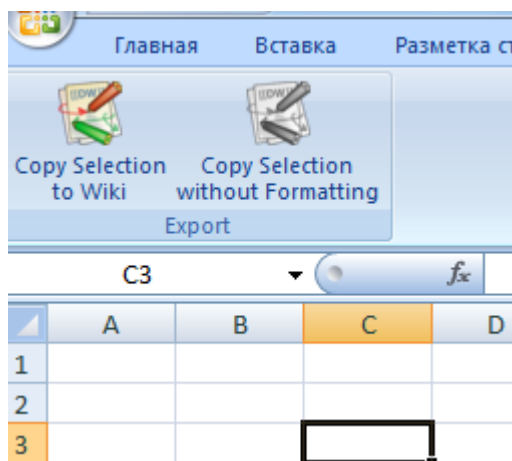 Главная Вставка Разметка ст
Copy Selection to Wiki
Copy Selection without Formatting
Export
C3 fx
A B C D
1
2
3